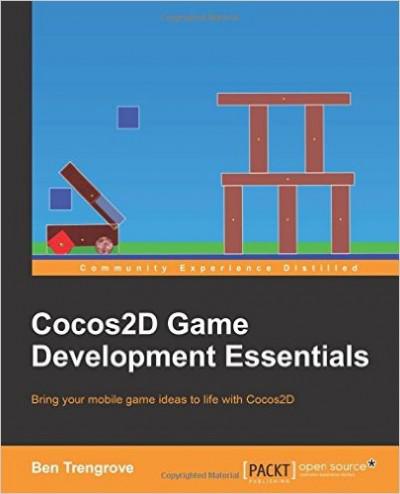 Community Experience Distilled
Cocos2D Game
Development Essentials
Bring your mobile game ideas to life with Cocos2D
Ben Trengrove
[PACKT] open source*
PUBLISHING